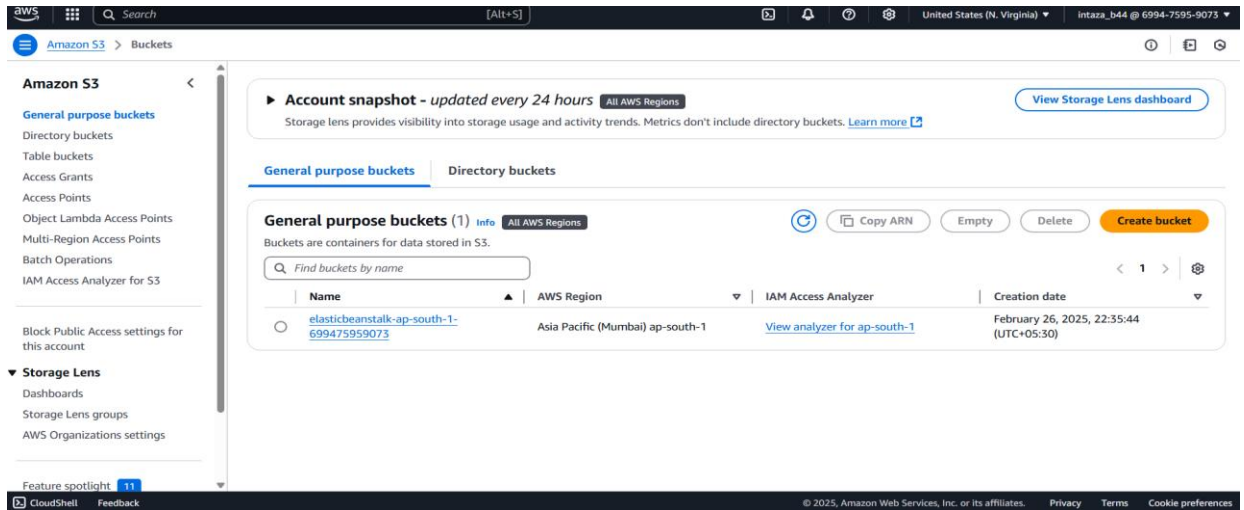 aws
Search [Alt+S] United States (N. Virginia) ▼ intaza_b44 @ 6994-7595-9073 ▼
Amazon S3 > Buckets
Amazon S3
General purpose buckets
Directory buckets
Table buckets
Access Grants
Access Points
Object Lambda Access Points
Multi-Region Access Points
Batch Operations
IAM Access Analyzer for S3
Block Public Access settings for
this account
Storage Lens
Dashboards
Storage Lens groups
AWS Organizations settings
Feature spotlight 11
Account snapshot - updated every 24 hours All AWS Regions
View Storage Lens dashboard
Storage lens provides visibility into storage usage and activity trends. Metrics don't include directory buckets. Learn more
General purpose buckets Directory buckets
General purpose buckets (1) Info All AWS Regions
Copy ARN Empty Delete Create bucket
Buckets are containers for data stored in S3.
Find buckets by name
< 1 >
Name AWS Region IAM Access Analyzer Creation date
elasticbeanstalk-ap-south-1-
699475959073
Asia Pacific (Mumbai) ap-south-1
View analyzer for ap-south-1
February 26, 2025, 22:35:44
(UTC+05:30)
CloudShell Feedback © 2025, Amazon Web Services, Inc. or its affiliates. Privacy Terms Cookie preferences